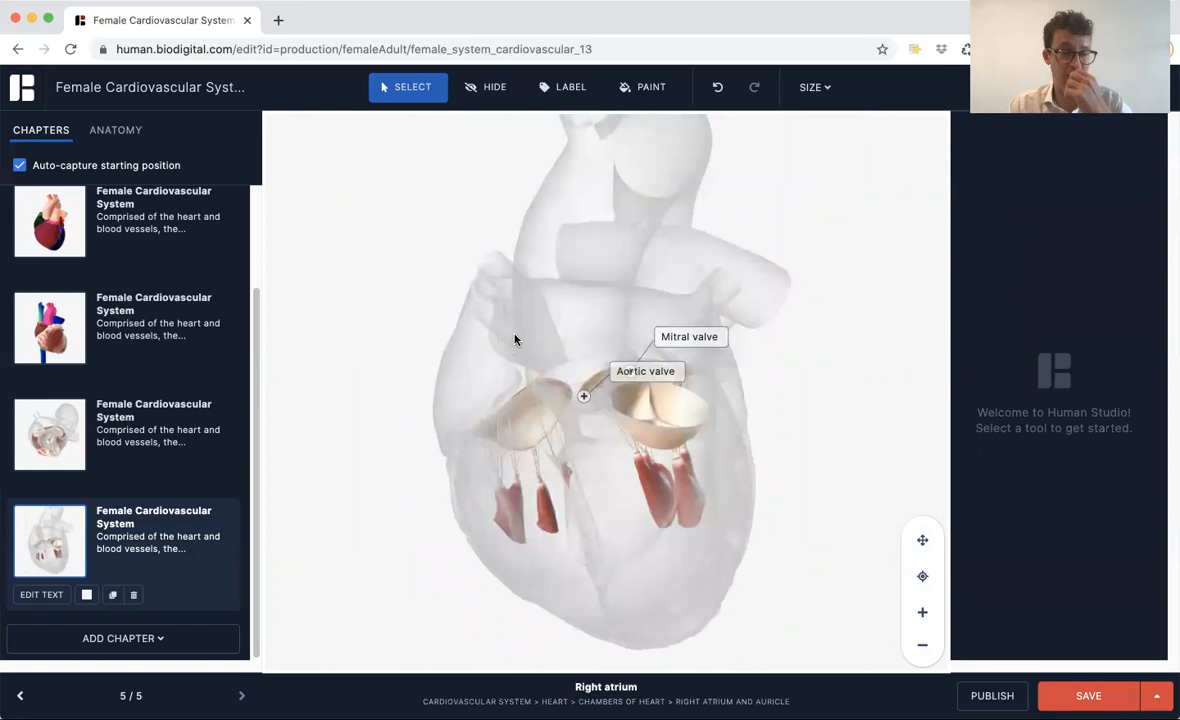 Female Cardiovascular System
human.biodigital.com/edit?id=production/femaleAdult/female_system_cardiovascular_13
Female Cardiovascular Syst...
SELECT
HIDE
LABEL
PAINT
SIZE
CHAPTERS
ANATOMY
Auto-capture starting position
Female Cardiovascular
System
Comprised of the heart and
blood vessels, the...
Female Cardiovascular
System
Comprised of the heart and
blood vessels, the...
Female Cardiovascular
System
Comprised of the heart and
blood vessels, the...
Female Cardiovascular
System
Comprised of the heart and
blood vessels, the...
EDIT TEXT
ADD CHAPTER
Mitral valve
Aortic valve
Welcome to Human Studio!
Select a tool to get started.
5 / 5
Right atrium
CARDIOVASCULAR SYSTEM > HEART > CHAMBERS OF HEART > RIGHT ATRIUM AND AURICLE
PUBLISH
SAVE